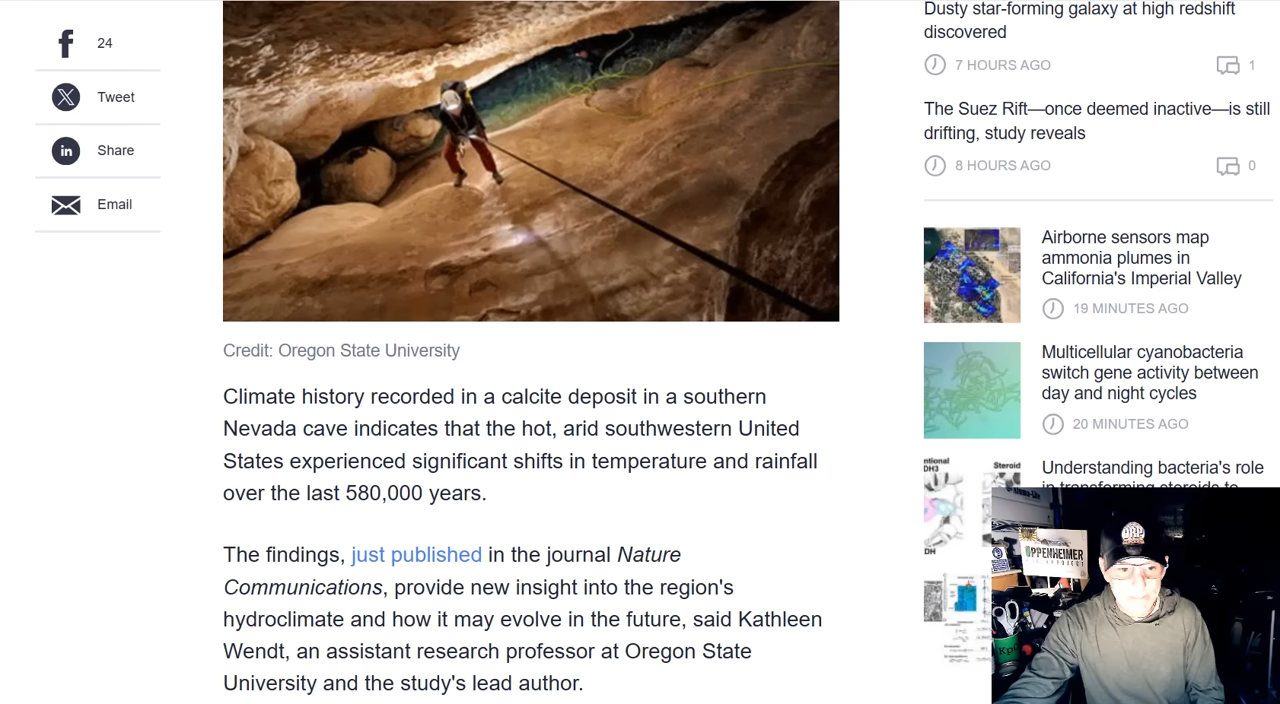 24
Tweet
Share
Email
Credit: Oregon State University
Climate history recorded in a calcite deposit in a southern
Nevada cave indicates that the hot, arid southwestern United
States experienced significant shifts in temperature and rainfall
over the last 580,000 years.
The findings, just published in the journal Nature
Communications, provide new insight into the region's
hydroclimate and how it may evolve in the future, said Kathleen
Wendt, an assistant research professor at Oregon State
University and the study's lead author.
Dusty star-forming galaxy at high redshift
discovered
7 HOURS AGO
1
The Suez Rift—once deemed inactive—is still
drifting, study reveals
8 HOURS AGO
0
Airborne sensors map
ammonia plumes in
California's Imperial Valley
19 MINUTES AGO
Multicellular cyanobacteria
switch gene activity between
day and night cycles
20 MINUTES AGO
Understanding bacteria's role
in transforming steroids to
ntional
DH3
Steroid
DH
OPPENHEIMER
ORP